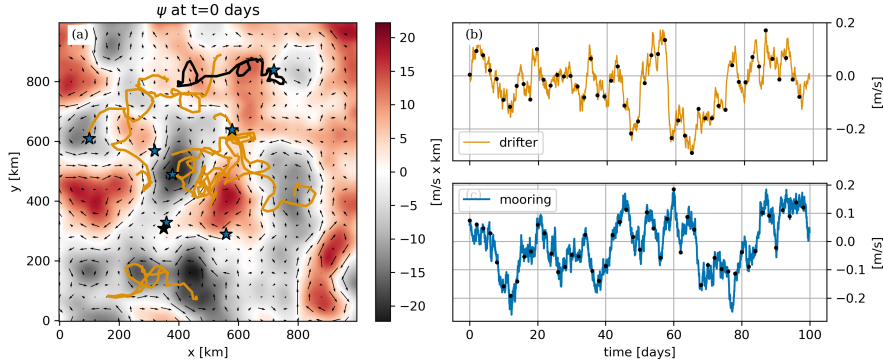 ψ at t=0 days
(a)
800
600
400
200
0
y [km]
0 200 400 600 800
x [km]
20
15
10
5
0
−5
−10
−15
−20
[m/s x km]
(b)
drifter
0.2
0.0
−0.2
[m/s]
(c)
mooring
0.2
0.1
0.0
−0.1
−0.2
[m/s]
0 20 40 60 80 100
time [days]